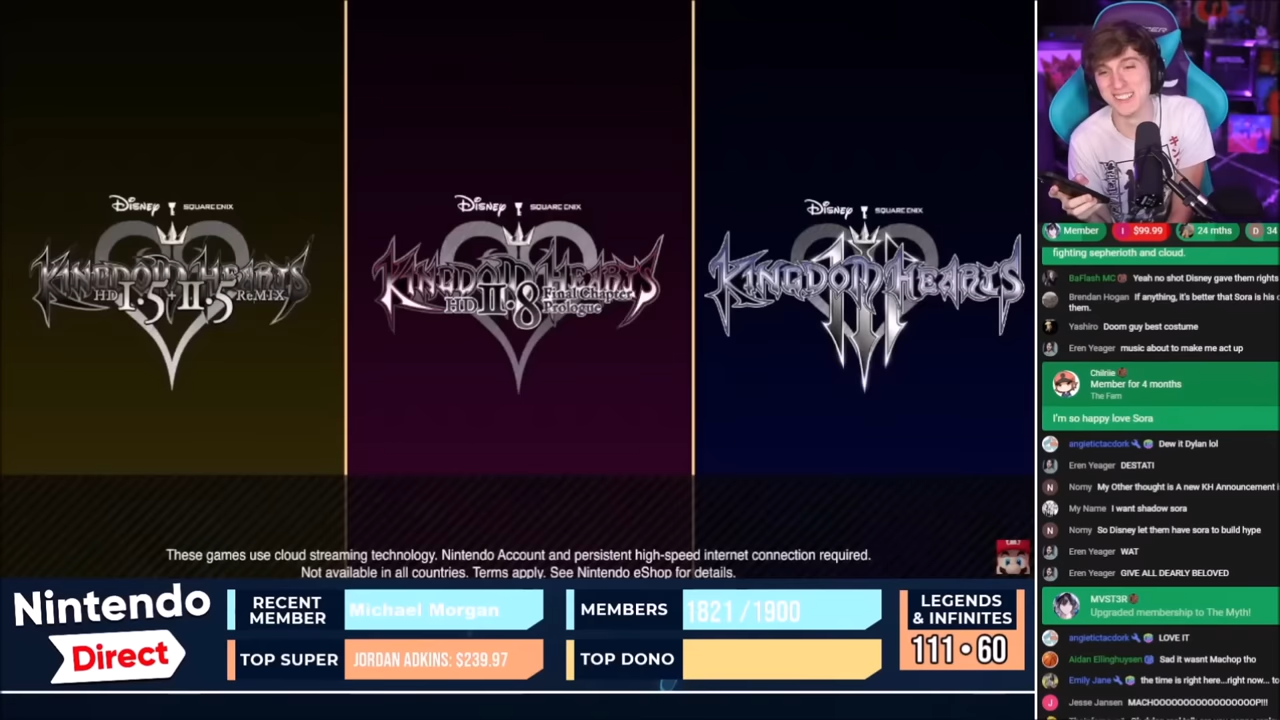 Disney SQUARE ENIX
KINGDOM HEARTS
HD I.5+II.5 ReMIX
Disney SQUARE ENIX
KINGDOM HEARTS
HD II.8 Final Chapter
Prologue
Disney SQUARE ENIX
KINGDOM HEARTS
III
These games use cloud streaming technology. Nintendo Account and persistent high-speed internet connection required.
Not available in all countries. Terms apply. See Nintendo eShop for details.
Nintendo
Direct
RECENT
MEMBER
Michael Morgan
TOP SUPER
JORDAN ADKINS: $239.97
MEMBERS
1821/1900
TOP DONO
LEGENDS
& INFINITES
111•60
Member
I $99.99
24 mths
D 34
fighting sepherioth and cloud.
BaFlash MC Yeah no shot Disney gave them rights
Brendan Hogan If anything, it's better that Sora is his
them.
Yashiro Doom guy best costume
Eren Yeager music about to make me act up
Chilriie
Member for 4 months
The Fam
I'm so happy love Sora
angietictacdork Dew it Dylan lol
Eren Yeager DESTATI
N Nomy My Other thought is A new KH Announcement
My Name I want shadow sora
N Nomy So Disney let them have sora to build hype
Eren Yeager WAT
Eren Yeager GIVE ALL DEARLY BELOVED
MVST3R
Upgraded membership to The Myth!
angietictacdork LOVE IT
Aidan Ellinghuysen Sad it wasnt Machop tho
Emily Jane the time is right here...right now...
J Jesse Jansen MACHOOOOOOOOOOOOOOOOP!!!